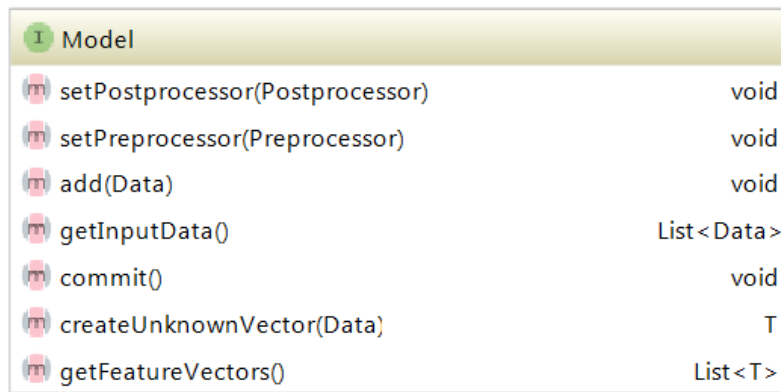 I Model
m setPostprocessor(Postprocessor) void
m setPreprocessor(Preprocessor) void
m add(Data) void
m getInputData() List<Data>
m commit() void
m createUnknownVector(Data) T
m getFeatureVectors() List<T>